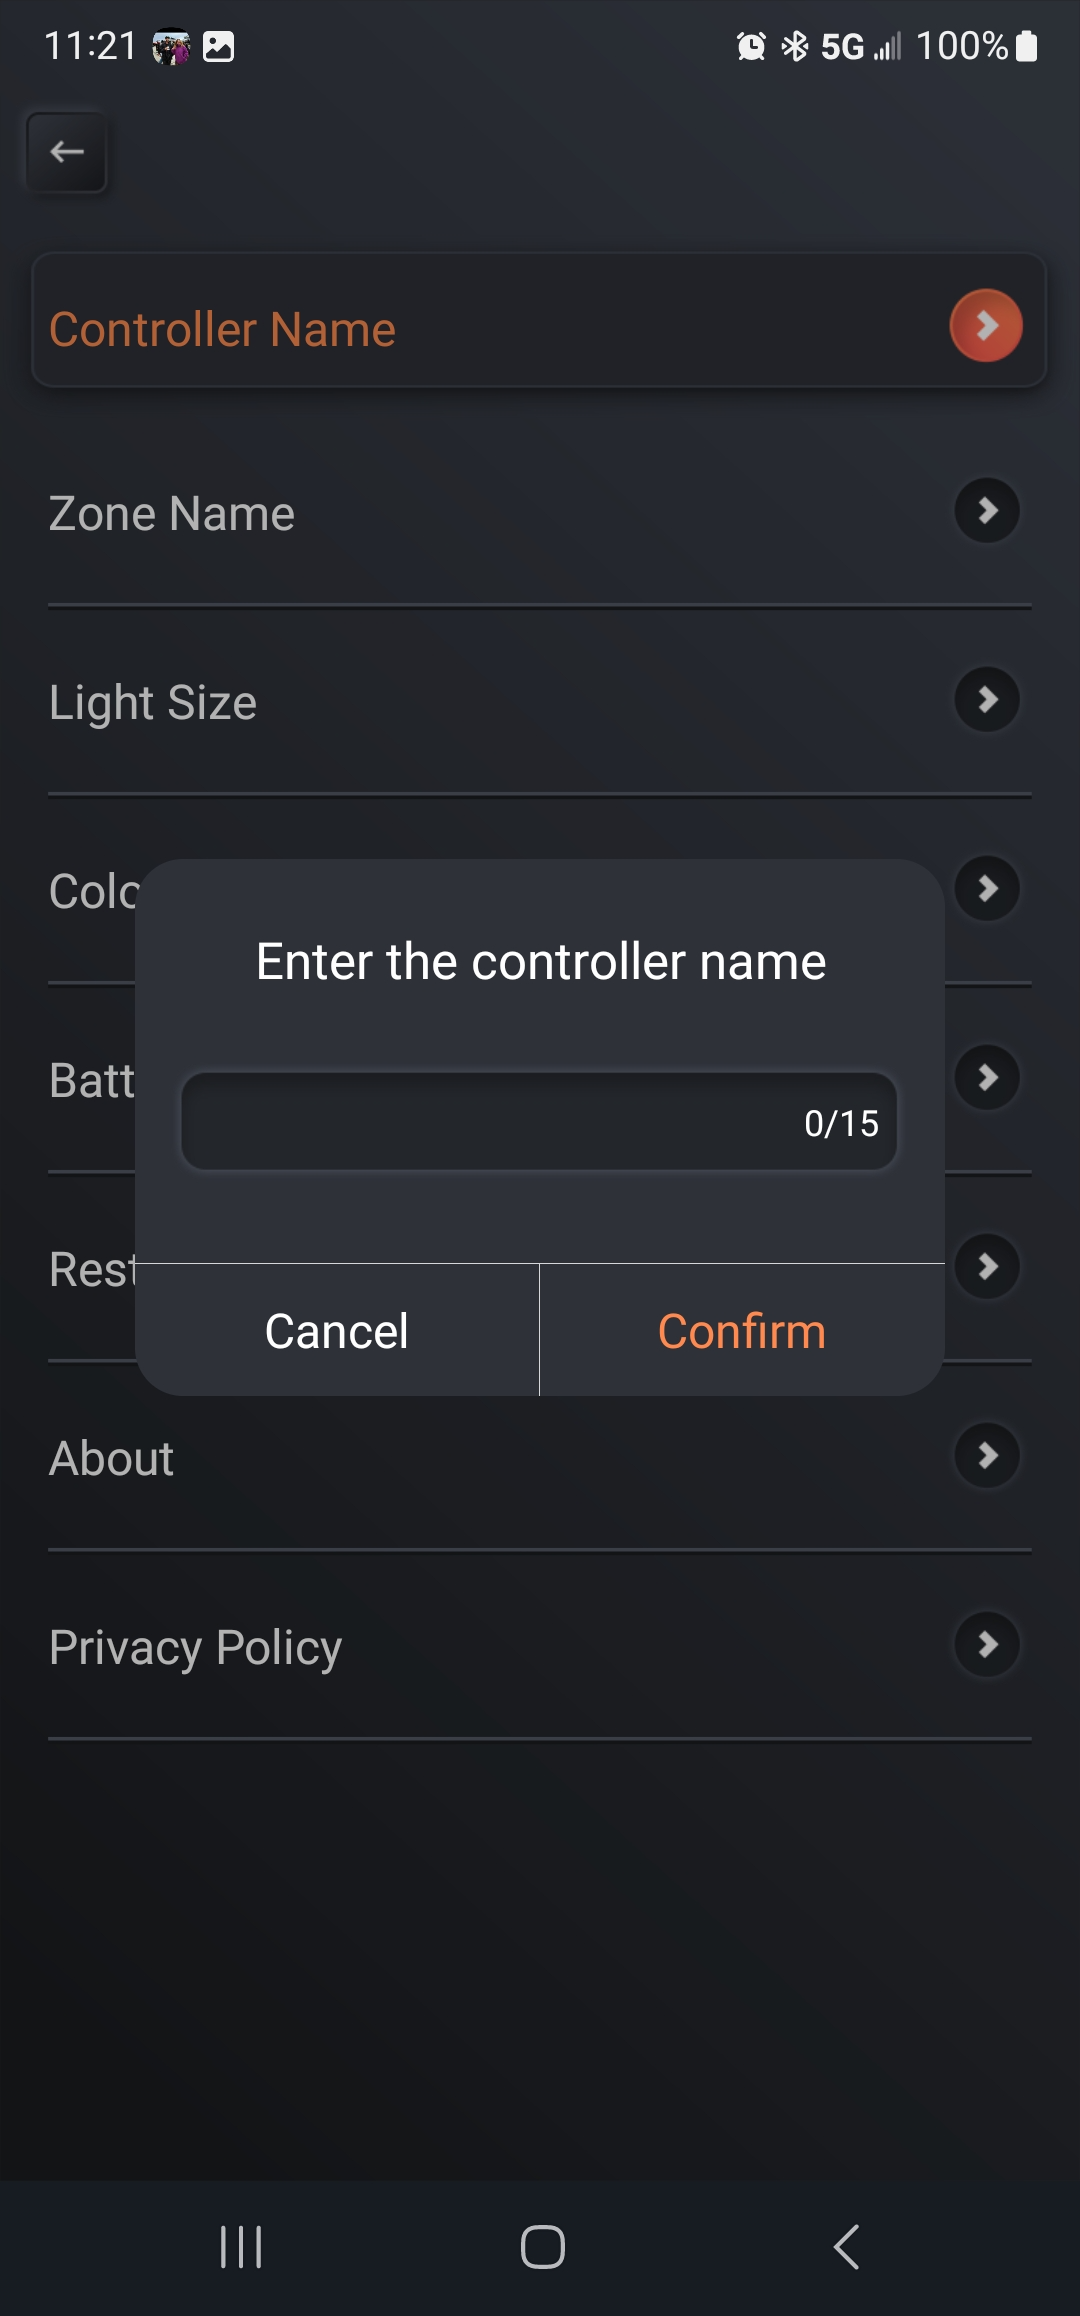 11:21 5G 100%
Controller Name
Zone Name
Light Size
Colo
Enter the controller name
Batt
0/15
Rest
Cancel Confirm
About
Privacy Policy